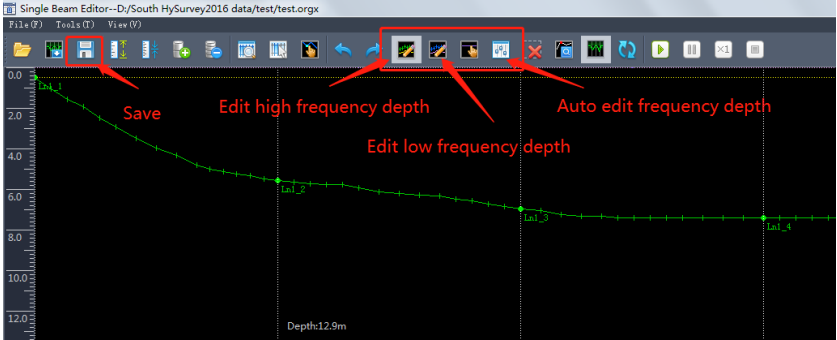 Single Beam Editor--D:/South HySurvey2016 data/test/test.orgx
File(F) Tools(T) View(V)
×1
0.0
Ln1_1
Save
Edit high frequency depth
Auto edit frequency depth
2.0
Edit low frequency depth
4.0
Ln1_2
6.0
Ln1_3
Ln1_4
8.0
10.0
12.0
Depth:12.9m